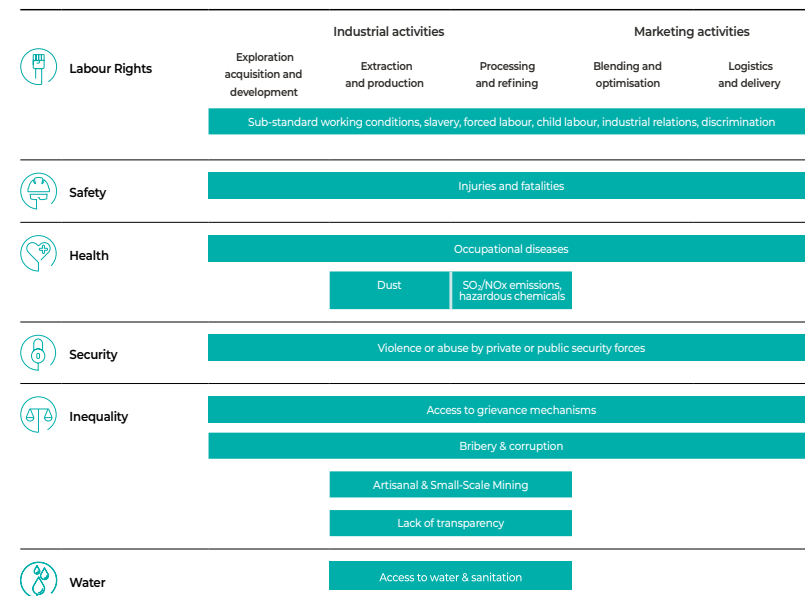 Industrial activities
Marketing activities
Labour Rights
Exploration
acquisition and
development
Extraction
and production
Processing
and refining
Blending and
optimisation
Logistics
and delivery
Sub-standard working conditions, slavery, forced labour, child labour, industrial relations, discrimination
Safety
Injuries and fatalities
Health
Occupational diseases
Dust
SO₂/NOx emissions,
hazardous chemicals
Security
Violence or abuse by private or public security forces
Inequality
Access to grievance mechanisms
Bribery & corruption
Artisanal & Small-Scale Mining
Lack of transparency
Water
Access to water & sanitation